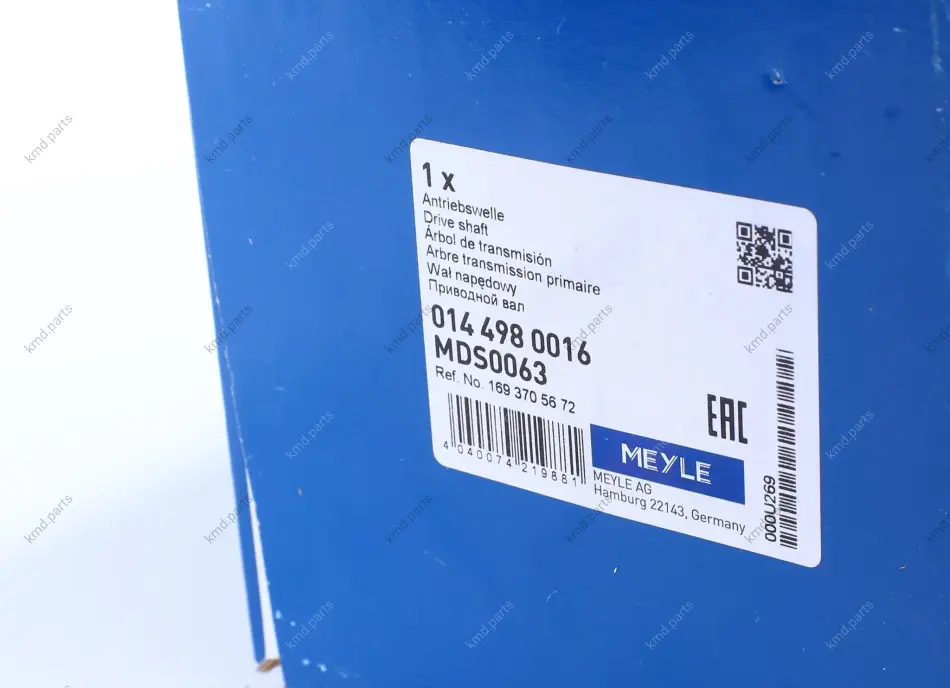 1 x
Antriebswelle
Drive shaft
Árbol de transmisión
Arbre transmission primaire
Wał napędowy
Приводной вал
014 498 0016
MDS0063
Ref. No. 169 370 56 72
4 040074 219881
EAC
MEYLE
MEYLE AG
Hamburg 22143, Germany
000U269
kmd.parts